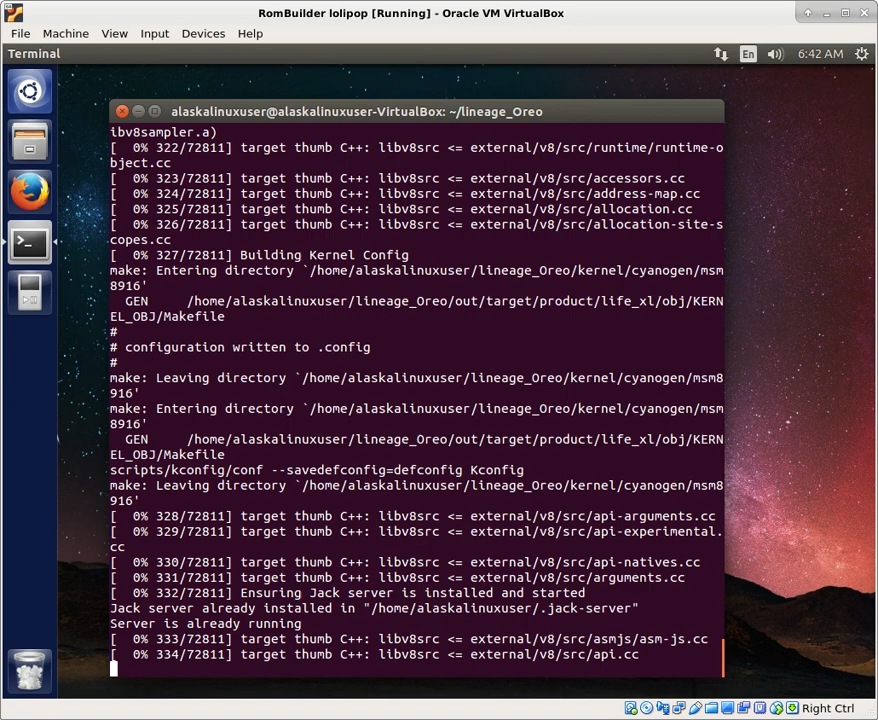 RomBuilder lolipop [Running] - Oracle VM VirtualBox
File Machine View Input Devices Help
Terminal En 6:42 AM
alaskalinuxuser@alaskalinuxuser-VirtualBox: ~/lineage_Oreo
ibv8sampler.a)
[  0% 322/72811] target thumb C++: libv8src <= external/v8/src/runtime/runtime-o
bject.cc
[  0% 323/72811] target thumb C++: libv8src <= external/v8/src/accessors.cc
[  0% 324/72811] target thumb C++: libv8src <= external/v8/src/address-map.cc
[  0% 325/72811] target thumb C++: libv8src <= external/v8/src/allocation.cc
[  0% 326/72811] target thumb C++: libv8src <= external/v8/src/allocation-site-s
copes.cc
[  0% 327/72811] Building Kernel Config
make: Entering directory `/home/alaskalinuxuser/lineage_Oreo/kernel/cyanogen/msm
8916'
  GEN     /home/alaskalinuxuser/lineage_Oreo/out/target/product/life_xl/obj/KERN
EL_OBJ/Makefile
#
# configuration written to .config
#
make: Leaving directory `/home/alaskalinuxuser/lineage_Oreo/kernel/cyanogen/msm8
916'
make: Entering directory `/home/alaskalinuxuser/lineage_Oreo/kernel/cyanogen/msm
8916'
  GEN     /home/alaskalinuxuser/lineage_Oreo/out/target/product/life_xl/obj/KERN
EL_OBJ/Makefile
scripts/kconfig/conf --savedefconfig=defconfig Kconfig
make: Leaving directory `/home/alaskalinuxuser/lineage_Oreo/kernel/cyanogen/msm8
916'
[  0% 328/72811] target thumb C++: libv8src <= external/v8/src/api-arguments.cc
[  0% 329/72811] target thumb C++: libv8src <= external/v8/src/api-experimental.
cc
[  0% 330/72811] target thumb C++: libv8src <= external/v8/src/api-natives.cc
[  0% 331/72811] target thumb C++: libv8src <= external/v8/src/arguments.cc
[  0% 332/72811] Ensuring Jack server is installed and started
Jack server already installed in "/home/alaskalinuxuser/.jack-server"
Server is already running
[  0% 333/72811] target thumb C++: libv8src <= external/v8/src/asmjs/asm-js.cc
[  0% 334/72811] target thumb C++: libv8src <= external/v8/src/api.cc
Right Ctrl